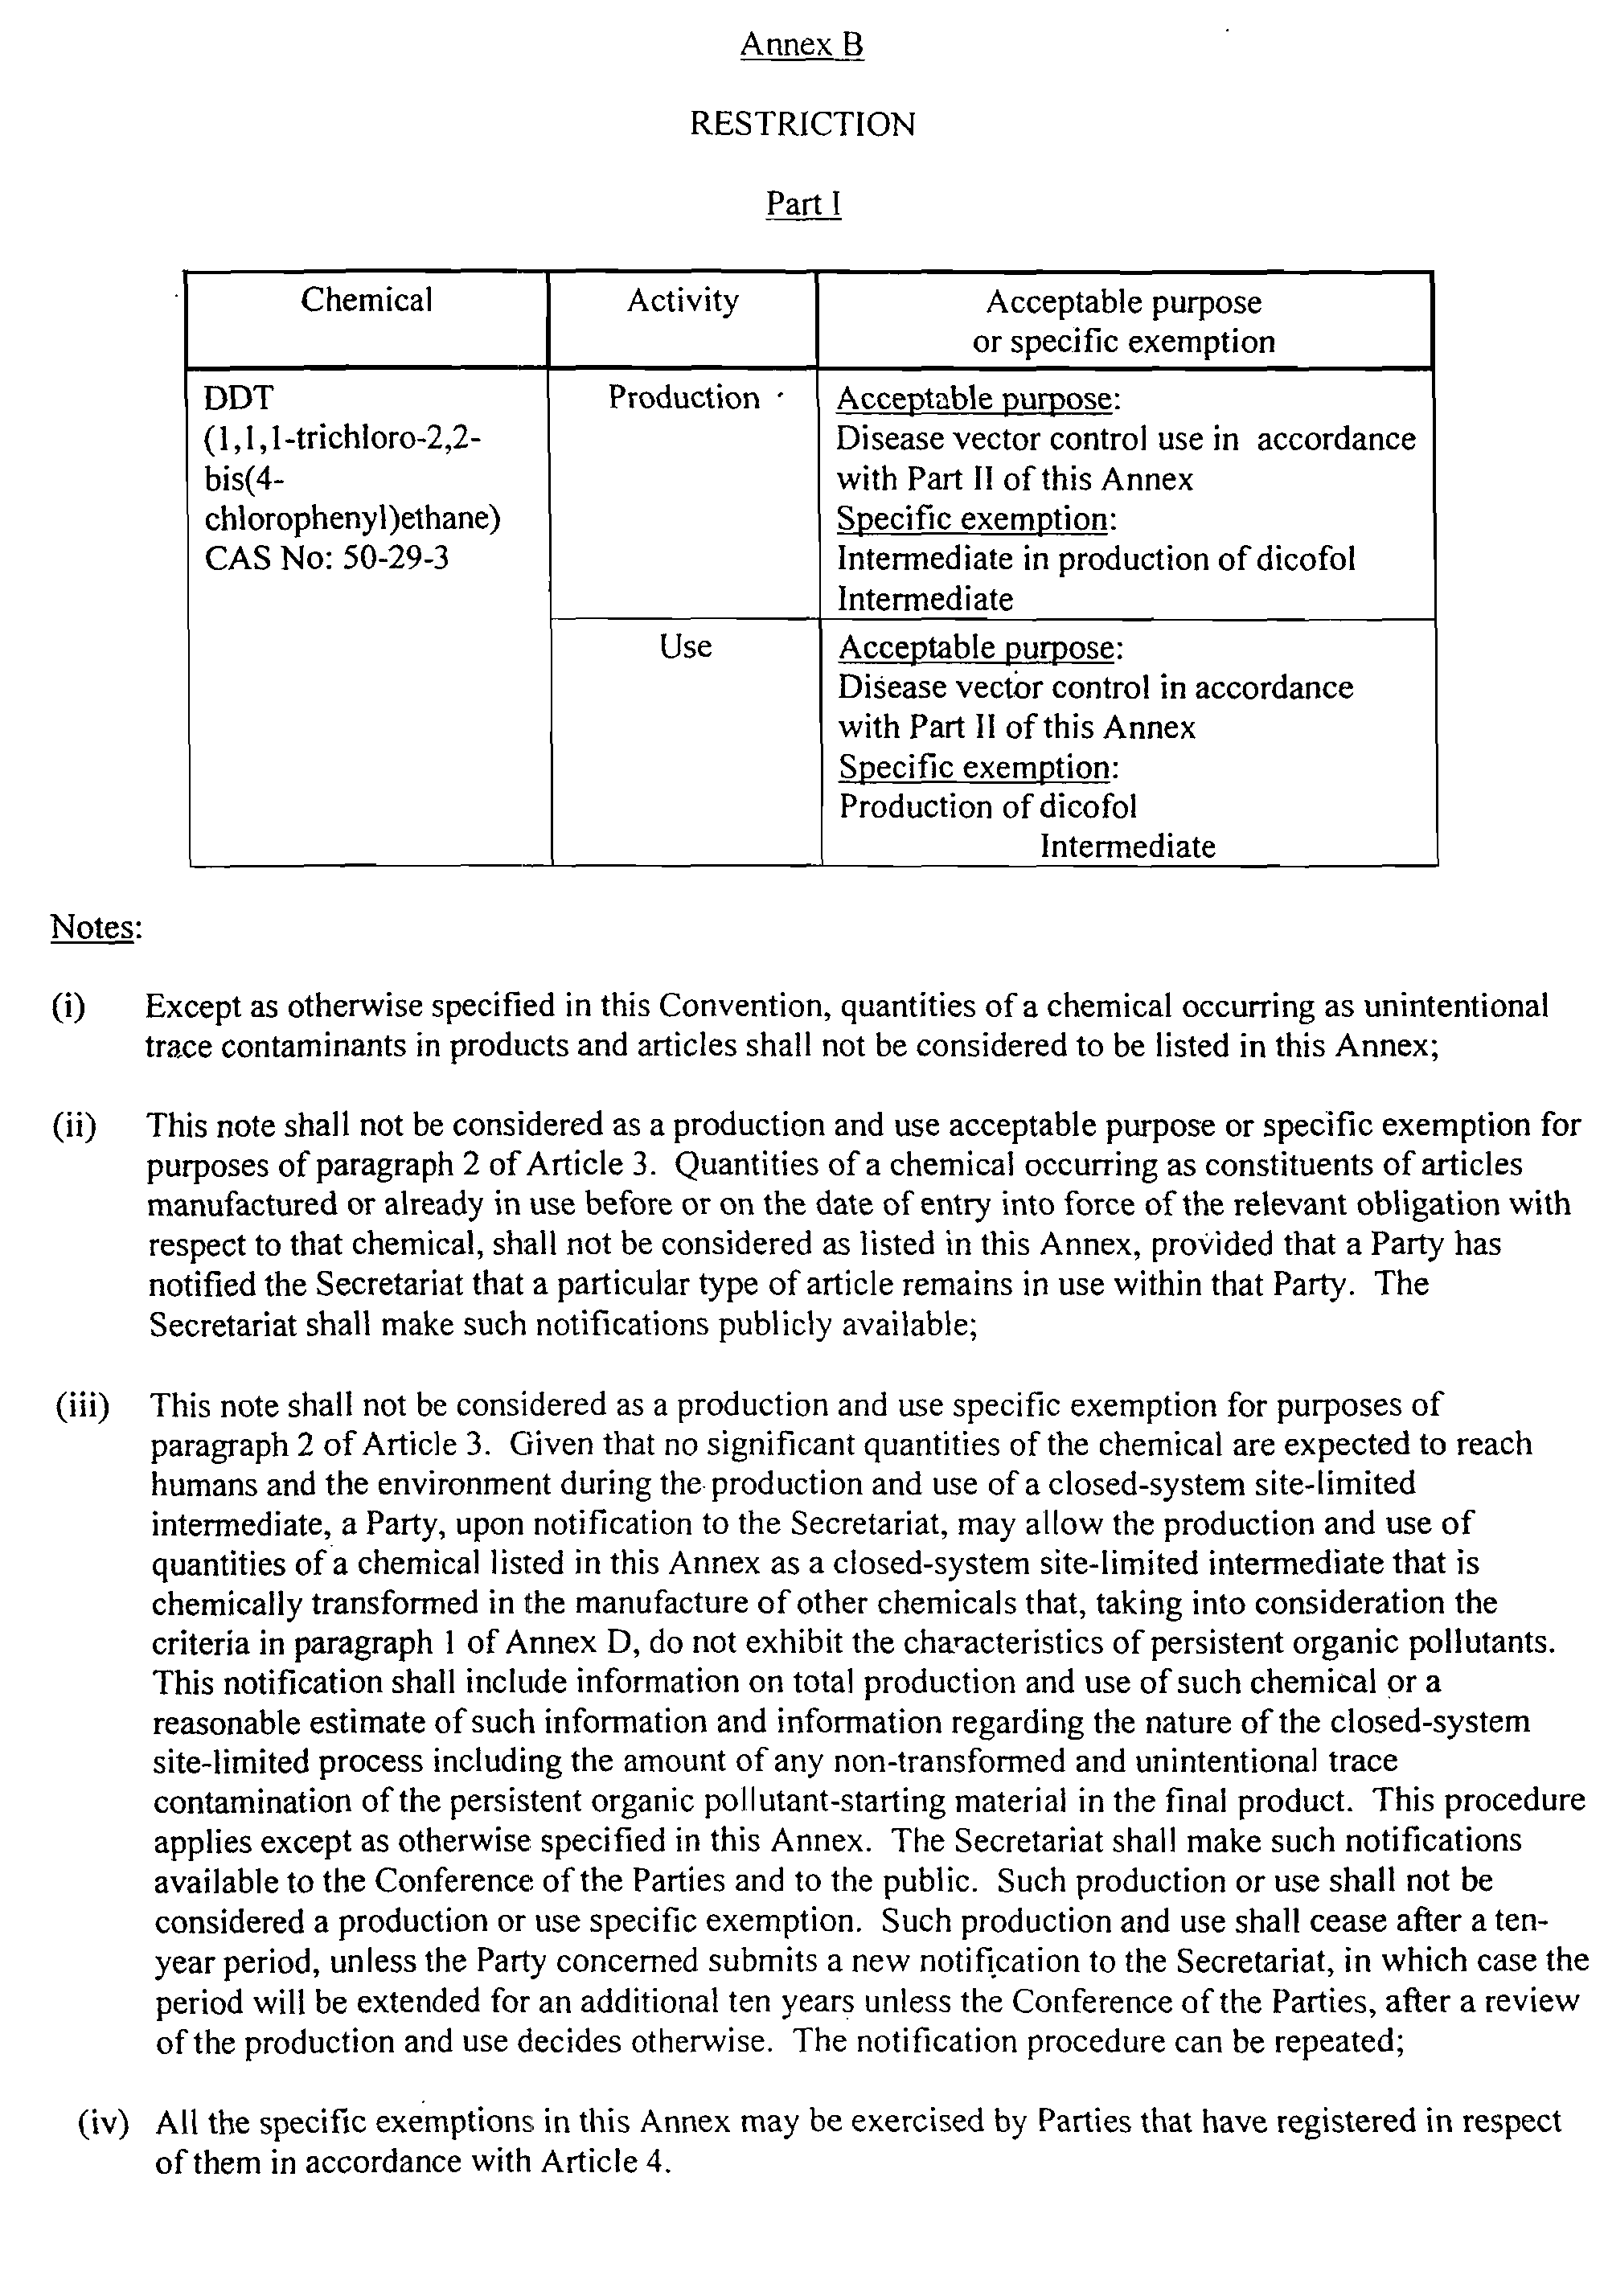 Annex B
RESTRICTION
Part I
Chemical
Activity
Acceptable purpose
or specific exemption
DDT
(1,1,1-trichloro-2,2-
bis(4-
chlorophenyl)ethane)
CAS No: 50-29-3
Production
Acceptable purpose:
Disease vector control use in accordance
with Part II of this Annex
Specific exemption:
Intermediate in production of dicofol
Intermediate
Use
Acceptable purpose:
Disease vector control in accordance
with Part II of this Annex
Specific exemption:
Production of dicofol
Intermediate
Notes:
(i) Except as otherwise specified in this Convention, quantities of a chemical occurring as unintentional
trace contaminants in products and articles shall not be considered to be listed in this Annex;
(ii) This note shall not be considered as a production and use acceptable purpose or specific exemption for
purposes of paragraph 2 of Article 3. Quantities of a chemical occurring as constituents of articles
manufactured or already in use before or on the date of entry into force of the relevant obligation with
respect to that chemical, shall not be considered as listed in this Annex, provided that a Party has
notified the Secretariat that a particular type of article remains in use within that Party. The
Secretariat shall make such notifications publicly available;
(iii) This note shall not be considered as a production and use specific exemption for purposes of
paragraph 2 of Article 3. Given that no significant quantities of the chemical are expected to reach
humans and the environment during the production and use of a closed-system site-limited
intermediate, a Party, upon notification to the Secretariat, may allow the production and use of
quantities of a chemical listed in this Annex as a closed-system site-limited intermediate that is
chemically transformed in the manufacture of other chemicals that, taking into consideration the
criteria in paragraph 1 of Annex D, do not exhibit the characteristics of persistent organic pollutants.
This notification shall include information on total production and use of such chemical or a
reasonable estimate of such information and information regarding the nature of the closed-system
site-limited process including the amount of any non-transformed and unintentional trace
contamination of the persistent organic pollutant-starting material in the final product. This procedure
applies except as otherwise specified in this Annex. The Secretariat shall make such notifications
available to the Conference of the Parties and to the public. Such production or use shall not be
considered a production or use specific exemption. Such production and use shall cease after a ten-
year period, unless the Party concerned submits a new notification to the Secretariat, in which case the
period will be extended for an additional ten years unless the Conference of the Parties, after a review
of the production and use decides otherwise. The notification procedure can be repeated;
(iv) All the specific exemptions in this Annex may be exercised by Parties that have registered in respect
of them in accordance with Article 4.